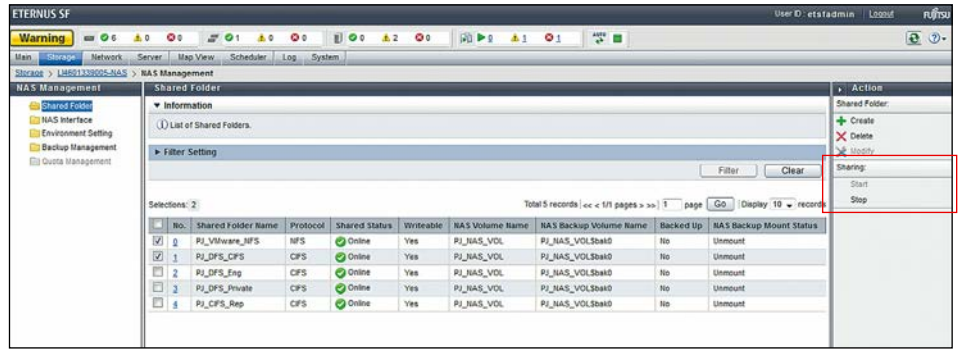 ETERNUS SF User ID : etsfadmin Logout FUJITSU
Warning 6 0 0 1 0 0 0 2 0 0 1 1 AUTO
Main Storage Network Server Map View Scheduler Log System
Storage > LI4601339005-NAS > NAS Management
NAS Management
Shared Folder
NAS Interface
Environment Setting
Backup Management
Quota Management
Shared Folder
Information
List of Shared Folders.
Filter Setting
Filter Clear
Selections: 2 Total 5 records << < 1/1 pages > >> 1 page Go Display 10 records
No. Shared Folder Name Protocol Shared Status Writeable NAS Volume Name NAS Backup Volume Name Backed Up NAS Backup Mount Status
0 PJ_VMware_NFS NFS Online Yes PJ_NAS_VOL PJ_NAS_VOL$bak0 No Unmount
1 PJ_DFS_CIFS CIFS Online Yes PJ_NAS_VOL PJ_NAS_VOL$bak0 No Unmount
2 PJ_DFS_Eng CIFS Online Yes PJ_NAS_VOL PJ_NAS_VOL$bak0 No Unmount
3 PJ_DFS_Private CIFS Online Yes PJ_NAS_VOL PJ_NAS_VOL$bak0 No Unmount
4 PJ_CIFS_Rep CIFS Online Yes PJ_NAS_VOL PJ_NAS_VOL$bak0 No Unmount
Action
Shared Folder:
Create
Delete
Modify
Sharing:
Start
Stop